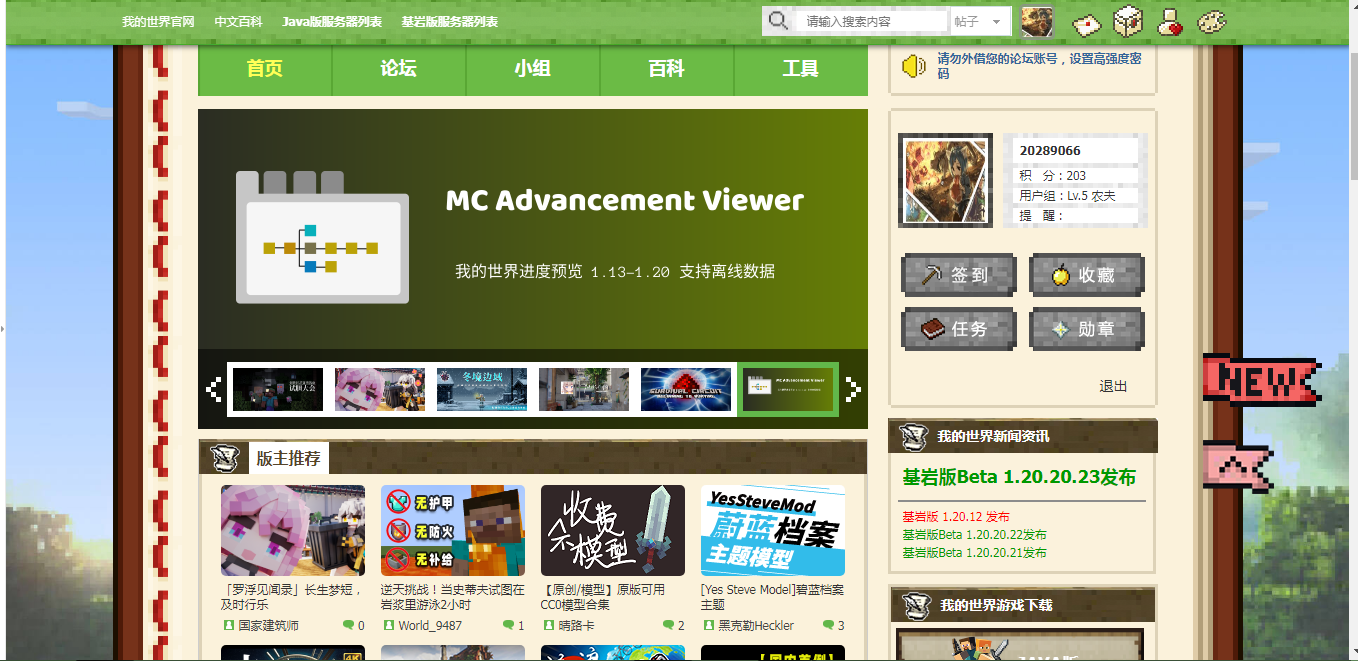 我的世界官网 中文百科 Java版服务器列表 基岩版服务器列表
请输入搜索内容 帖子
首页 论坛 小组 百科 工具
请勿外借您的论坛账号，设置高强度密
码
MC Advancement Viewer
我的世界进度预览 1.13-1.20 支持离线数据
冬境边域
SURVIVAL CIRCUIT
MC Advancement Viewer
20289066
积 分：203
用户组：Lv.5 农夫
提 醒：
签到 收藏
任务 勋章
退出
NEW
版主推荐
无护甲
无防火
无补给
收费
不模型
YesSteveMod
蔚蓝档案
主题模型
「罗浮见闻录」长生梦短，
及时行乐
国家建筑师 0
逆天挑战！当史蒂夫试图在
岩浆里游泳2小时
World_9487 1
【原创/模型】原版可用
CC0模型合集
晴路卡 2
[Yes Steve Model]碧蓝档案
主题
黑克勒Heckler 3
4K
我的世界新闻资讯
基岩版Beta 1.20.20.23发布
基岩版 1.20.12 发布
基岩版Beta 1.20.20.22发布
基岩版Beta 1.20.20.21发布
我的世界游戏下载
JAVA版